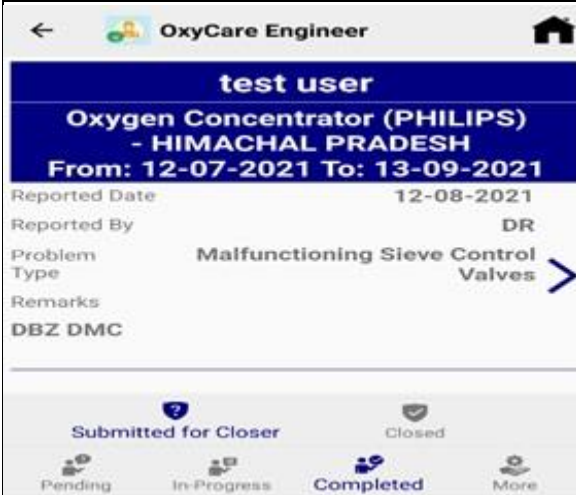 OxyCare Engineer
test user
Oxygen Concentrator (PHILIPS)
- HIMACHAL PRADESH
From: 12-07-2021 To: 13-09-2021
Reported Date 12-08-2021
Reported By DR
Problem Type Malfunctioning Sieve Control Valves
Remarks
DBZ DMC
Submitted for Closer Closed
Pending In-Progress Completed More